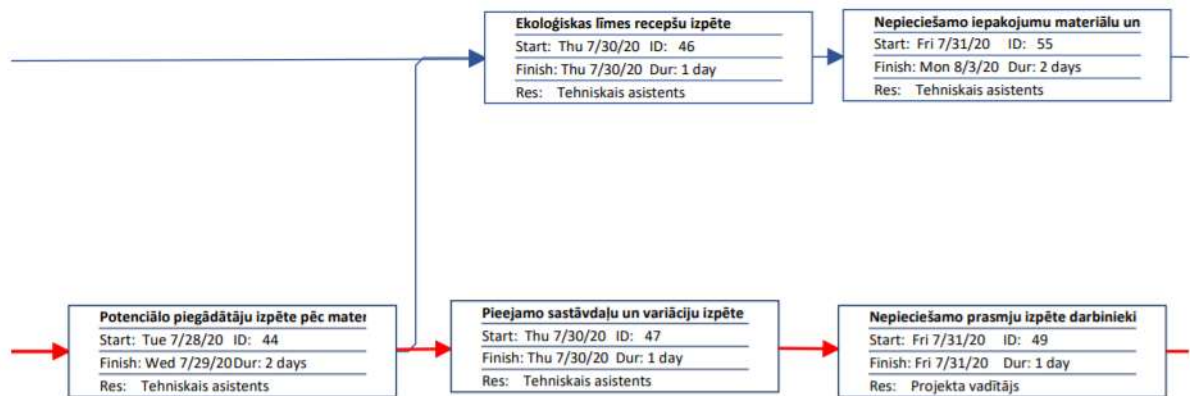 Ekoloģiskas līmes recepšu izpēte
Start: Thu 7/30/20 ID: 46
Finish: Thu 7/30/20 Dur: 1 day
Res: Tehniskais asistents
Nepieciešamo iepakojumu materiālu un
Start: Fri 7/31/20 ID: 55
Finish: Mon 8/3/20 Dur: 2 days
Res: Tehniskais asistents
Potenciālo piegādātāju izpēte pēc mater
Start: Tue 7/28/20 ID: 44
Finish: Wed 7/29/20 Dur: 2 days
Res: Tehniskais asistents
Pieejamo sastāvdaļu un variāciju izpēte
Start: Thu 7/30/20 ID: 47
Finish: Thu 7/30/20 Dur: 1 day
Res: Tehniskais asistents
Nepieciešamo prasmju izpēte darbinieki
Start: Fri 7/31/20 ID: 49
Finish: Fri 7/31/20 Dur: 1 day
Res: Projekta vadītājs